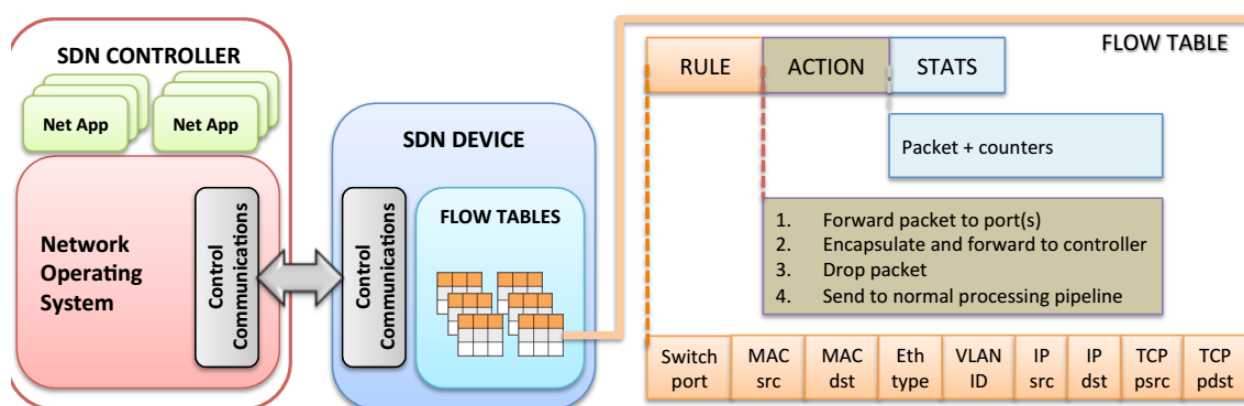 SDN CONTROLLER
Net App
Net App
Network
Operating
System
Control
Communications
SDN DEVICE
Control
Communications
FLOW TABLES
FLOW TABLE
RULE
ACTION
STATS
Packet + counters
1. Forward packet to port(s)
2. Encapsulate and forward to controller
3. Drop packet
4. Send to normal processing pipeline
Switch
port
MAC
src
MAC
dst
Eth
type
VLAN
ID
IP
src
IP
dst
TCP
psrc
TCP
pdst